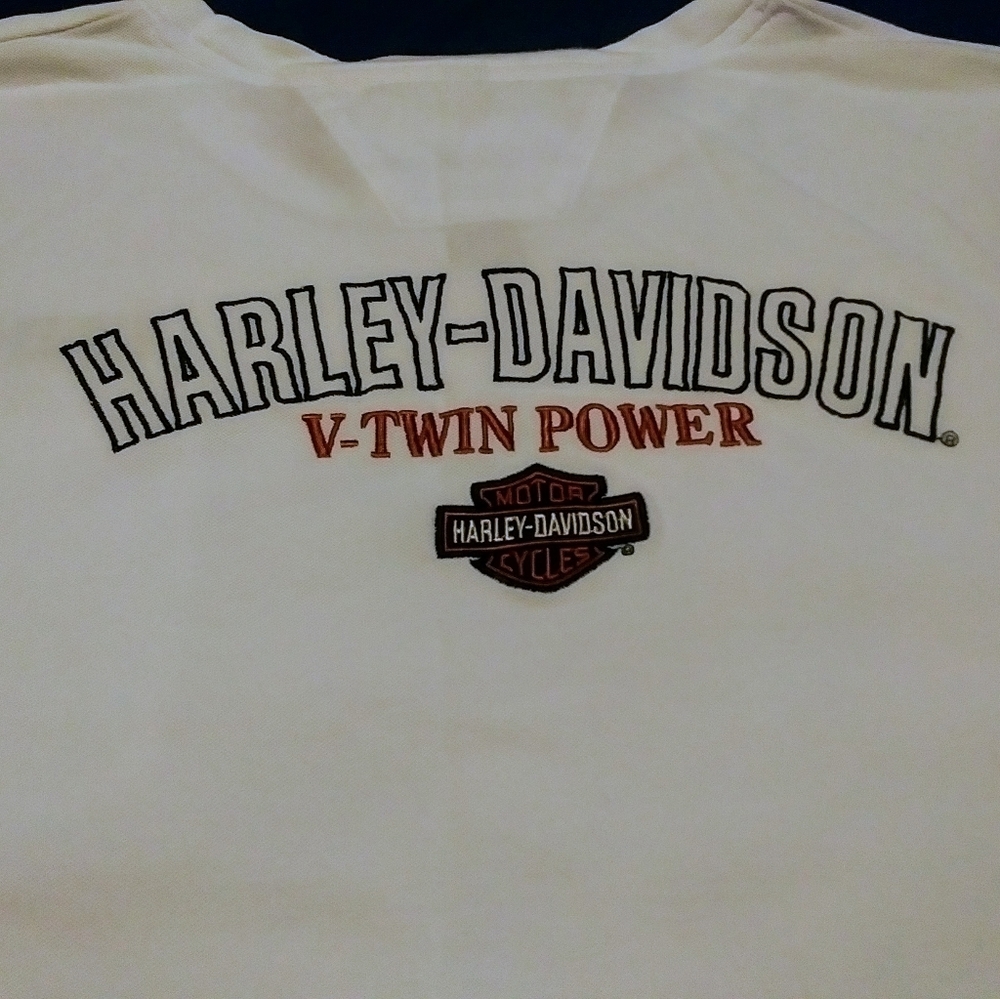 HARLEY-DAVIDSON®
V-TWIN POWER
MOTOR
HARLEY-DAVIDSON
CYCLES®